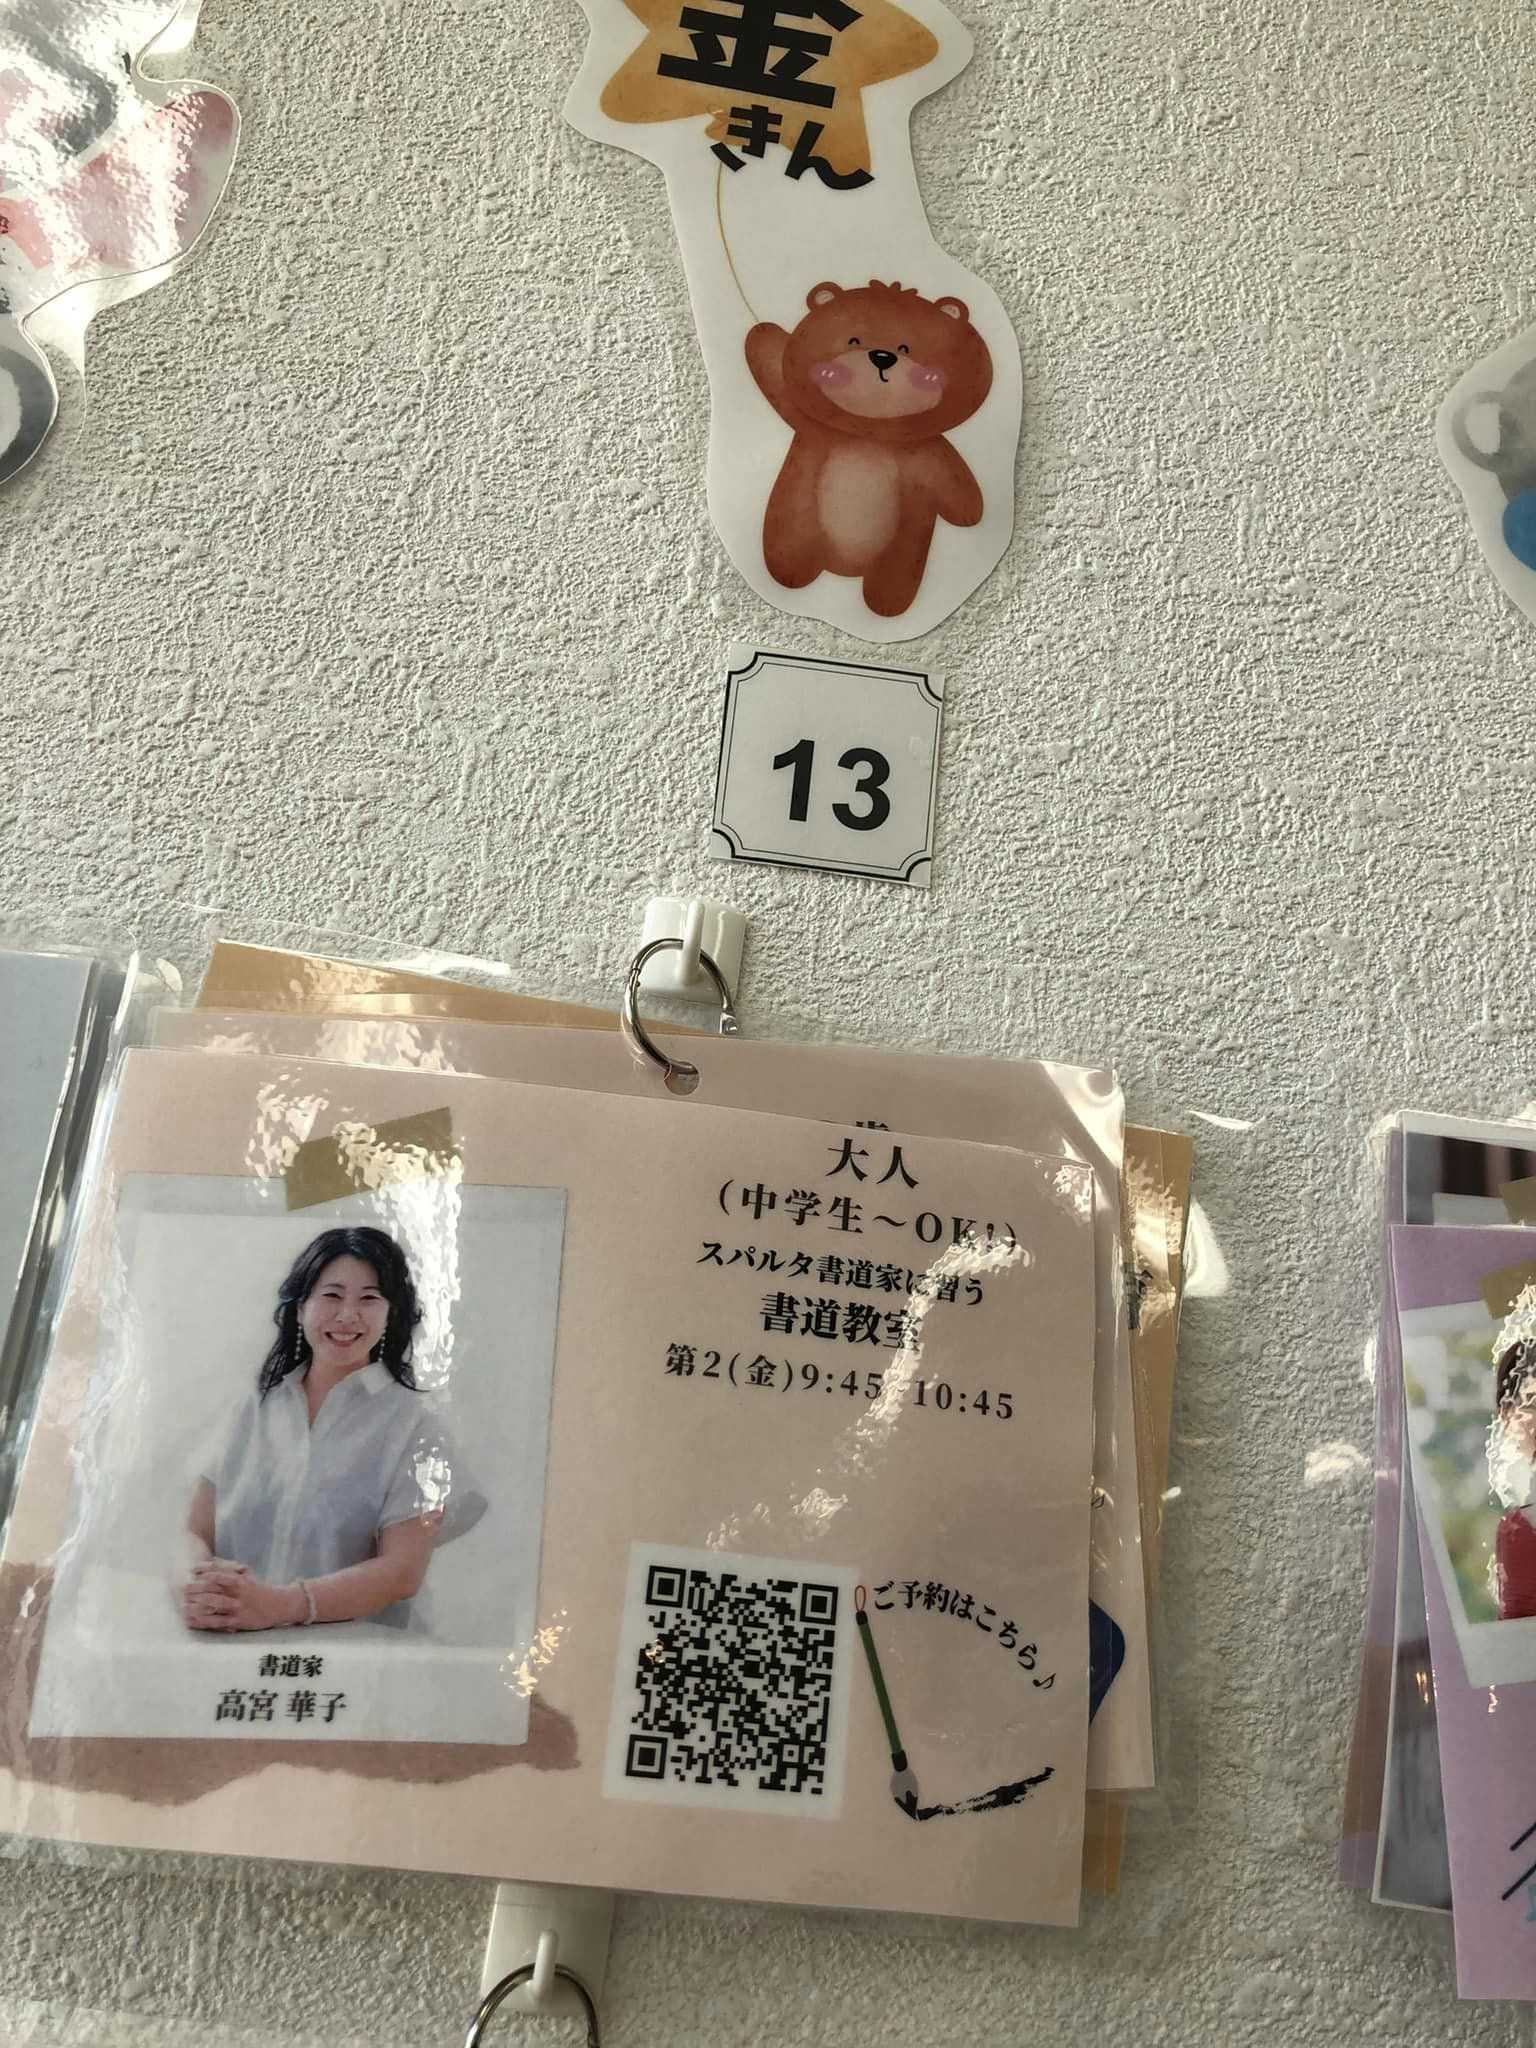 金
きん
13
大人
(中学生～OK!)
スパルタ書道家に習う
書道教室
第2(金)9:45~10:45
書道家
高宮 華子
ご予約はこちら♪